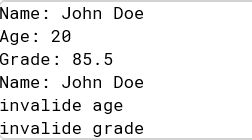 Name: John Doe
Age: 20
Grade: 85.5
Name: John Doe
invalide age
invalide grade